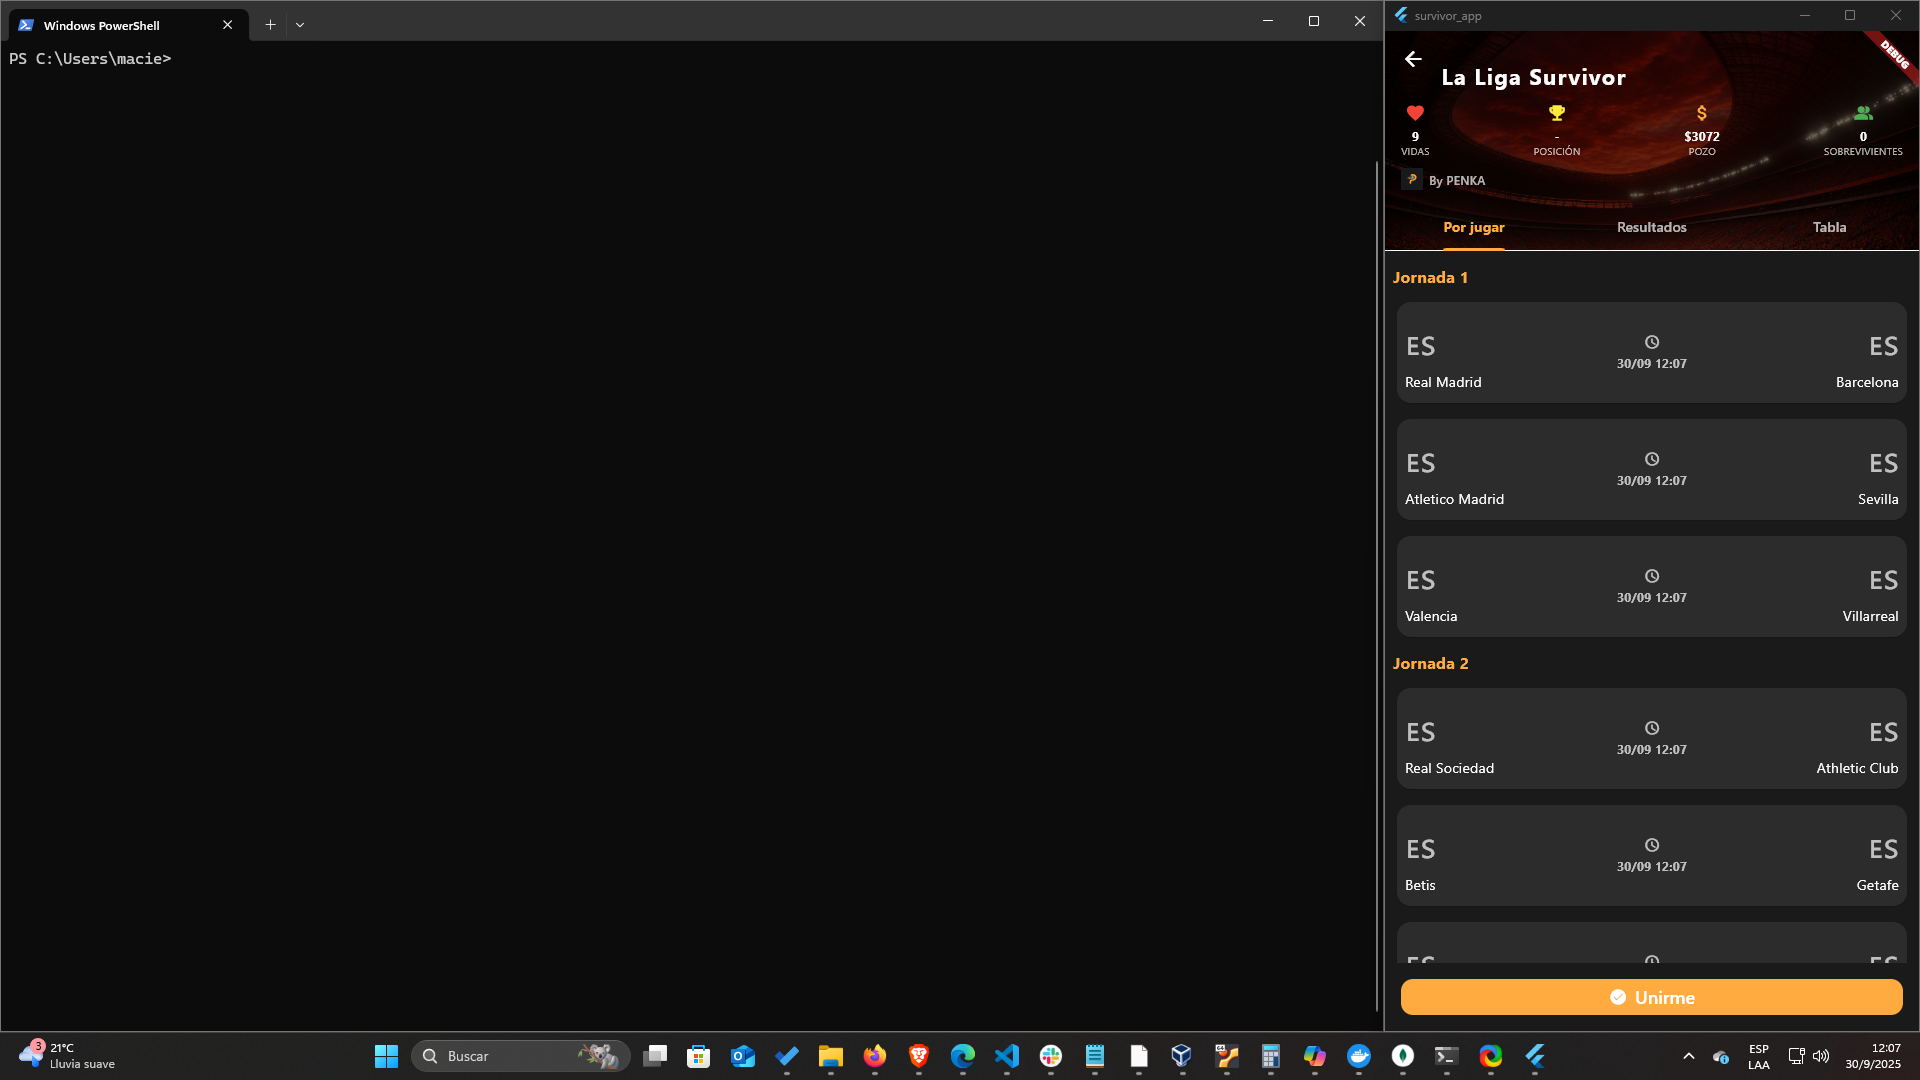 Windows PowerShell
PS C:\Users\macie>
survivor_app
DEBUG
La Liga Survivor
9
VIDAS
-
POSICIÓN
$3072
POZO
0
SOBREVIVIENTES
By PENKA
Por jugar
Resultados
Tabla
Jornada 1
ES
30/09 12:07
ES
Real Madrid
Barcelona
ES
30/09 12:07
ES
Atletico Madrid
Sevilla
ES
30/09 12:07
ES
Valencia
Villarreal
Jornada 2
ES
30/09 12:07
ES
Real Sociedad
Athletic Club
ES
30/09 12:07
ES
Betis
Getafe
ES
ES
Unirme
3
21°C
Lluvia suave
Buscar
ESP
LAA
12:07
30/9/2025